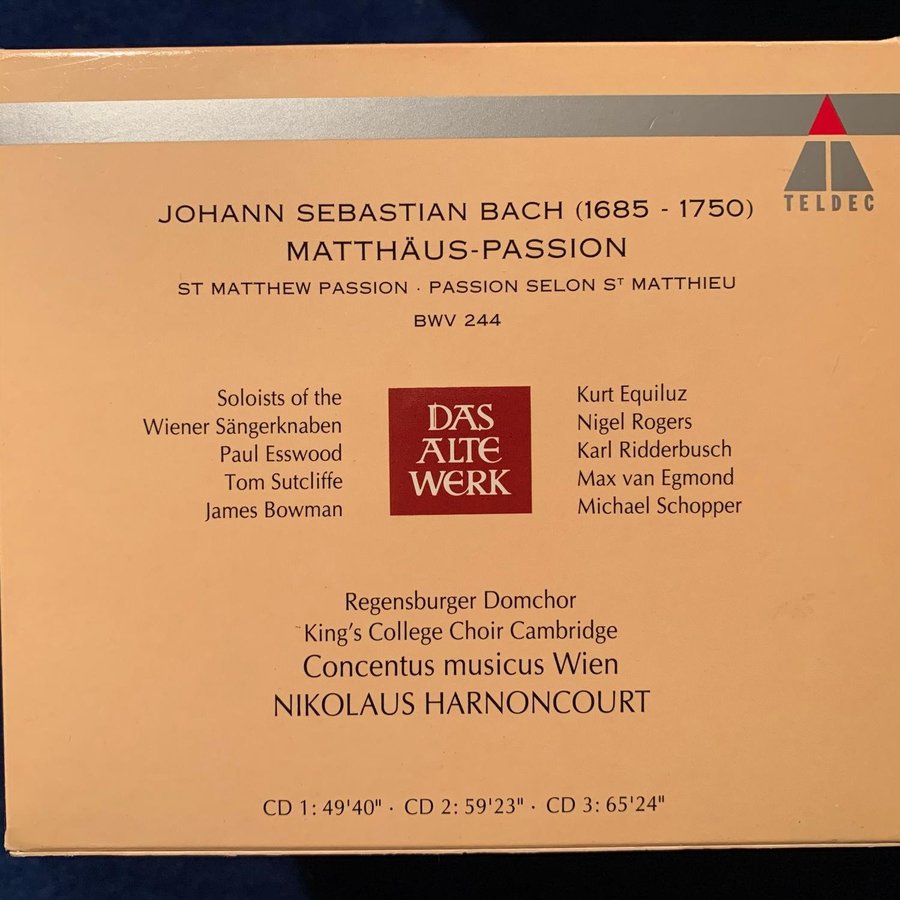 TELDEC
JOHANN SEBASTIAN BACH (1685 - 1750)
MATTHÄUS-PASSION
ST MATTHEW PASSION · PASSION SELON Sᵀ MATTHIEU
BWV 244
Soloists of the
Wiener Sängerknaben
Paul Esswood
Tom Sutcliffe
James Bowman
DAS
ALTE
WERK
Kurt Equiluz
Nigel Rogers
Karl Ridderbusch
Max van Egmond
Michael Schopper
Regensburger Domchor
King's College Choir Cambridge
Concentus musicus Wien
NIKOLAUS HARNONCOURT
CD 1: 49'40" · CD 2: 59'23" · CD 3: 65'24"